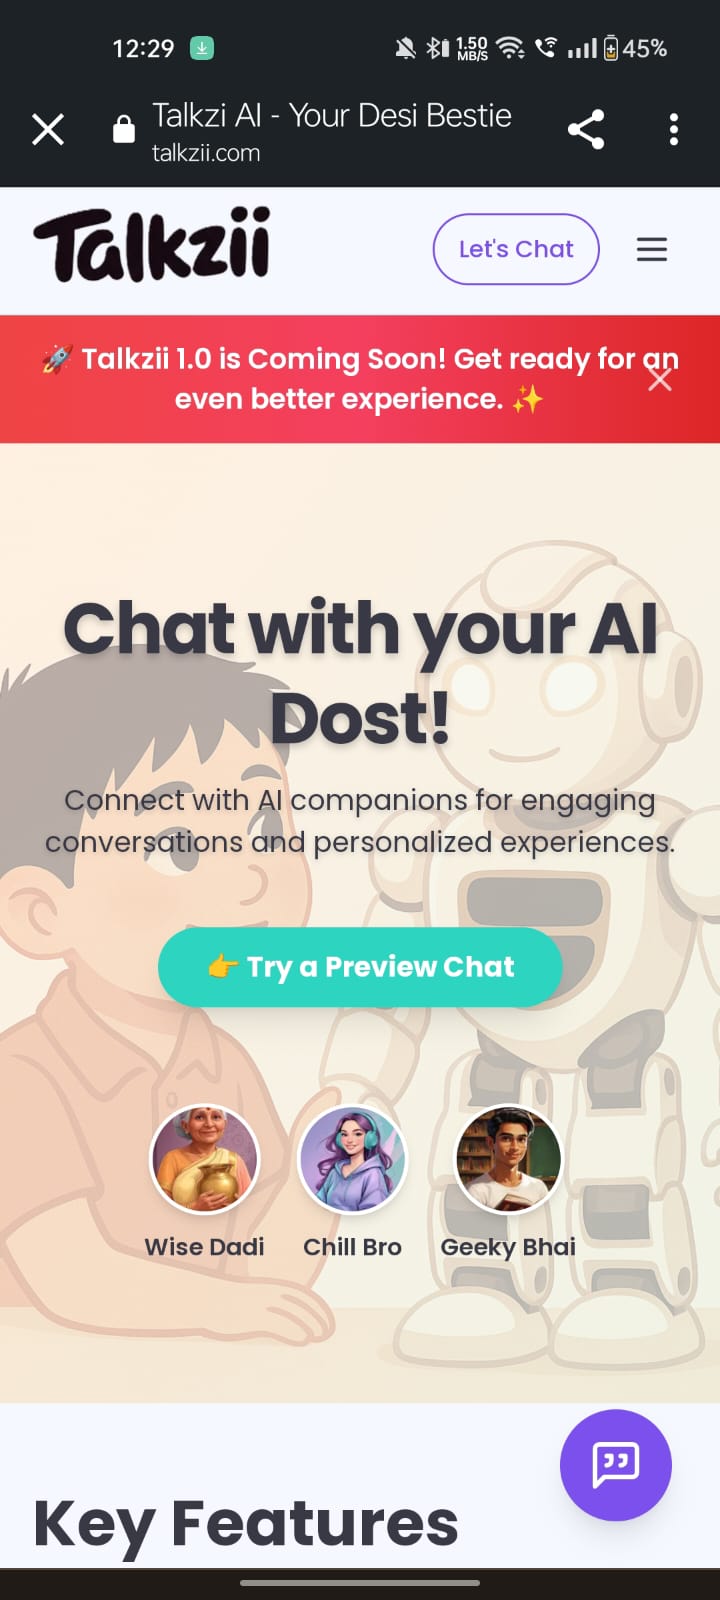 12:29
1.50 MB/S
45%
Talkzi AI - Your Desi Bestie
talkzii.com
Talkzii
Let's Chat
🚀 Talkzii 1.0 is Coming Soon! Get ready for an
even better experience. ✨
Chat with your AI
Dost!
Connect with AI companions for engaging
conversations and personalized experiences.
👉 Try a Preview Chat
Wise Dadi
Chill Bro
Geeky Bhai
Key Features